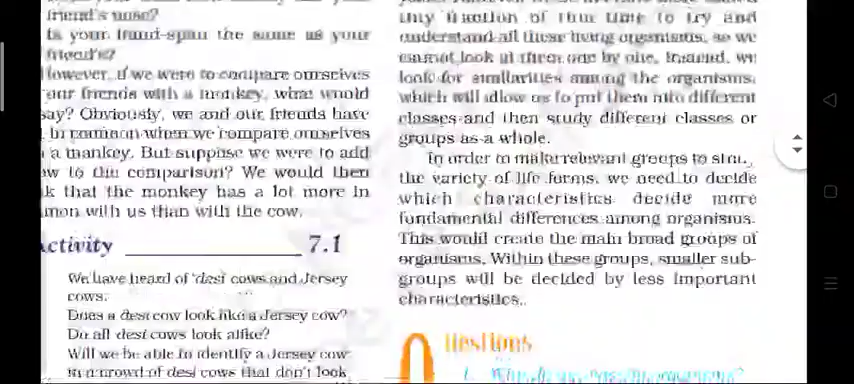 friend's nose?
Is your hand-span the same as your
friend's?
However, if we were to compare ourselves
our friends with a monkey, what would
say? Obviously, we and our friends have
in common when we compare ourselves
a monkey. But suppose we were to add
ow to the comparison? We would then
k that the monkey has a lot more in
mon with us than with the cow.
ctivity 7.1
We have heard of 'desi' cows and Jersey
cows.
Does a desi cow look like a Jersey cow?
Do all desi cows look alike?
Will we be able to identify a Jersey cow
in a crowd of desi cows that don't look
tiny fraction of this time to try and
understand all these living organisms, so we
cannot look at them one by one. Instead, we
look for similarities among the organisms,
which will allow us to put them into different
classes and then study different classes or
groups as a whole.
In order to make relevant groups to study
the variety of life forms, we need to decide
which characteristics decide more
fundamental differences among organisms.
This would create the main broad groups of
organisms. Within these groups, smaller sub-
groups will be decided by less important
characteristics.
uestions
1.